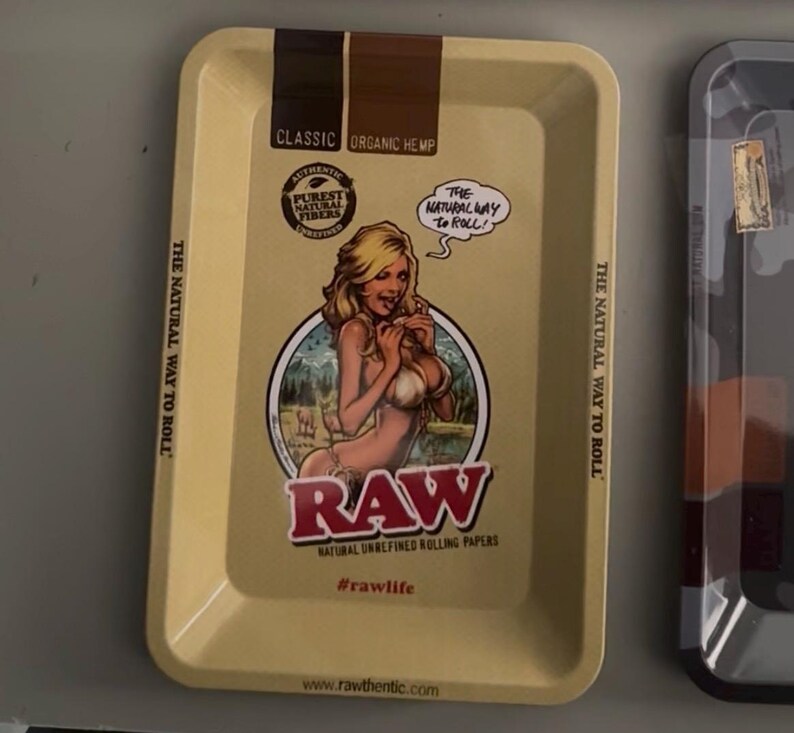 CLASSIC
ORGANIC HEMP
AUTHENTIC
PUREST
NATURAL
FIBERS
UNREFINED
THE
NATURAL WAY
to ROLL!
THE NATURAL WAY TO ROLL
THE NATURAL WAY TO ROLL
RAW
NATURAL UNREFINED ROLLING PAPERS
#rawlife
www.rawthentic.com